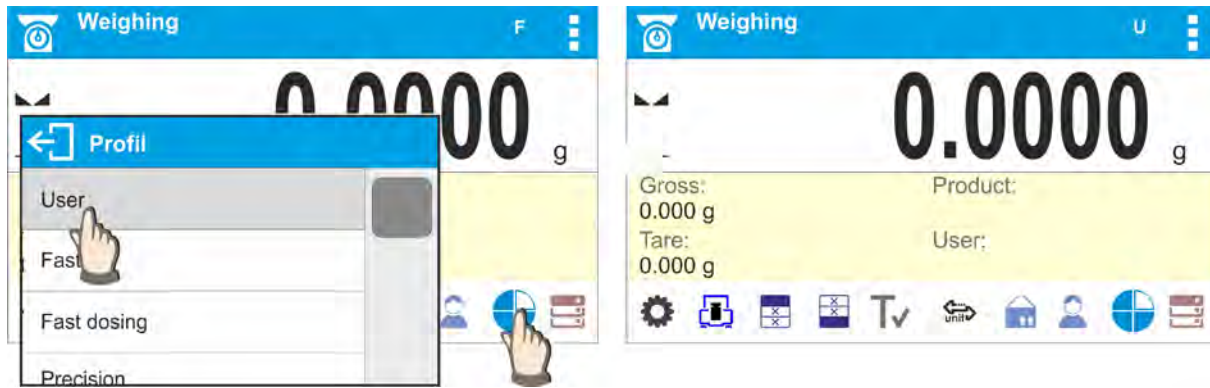 Weighing F
0.0000 g
Profil
User
Fast
Fast dosing
Precision
Weighing U
0.0000 g
Gross: Product:
0.000 g
Tare: User:
0.000 g
T unit